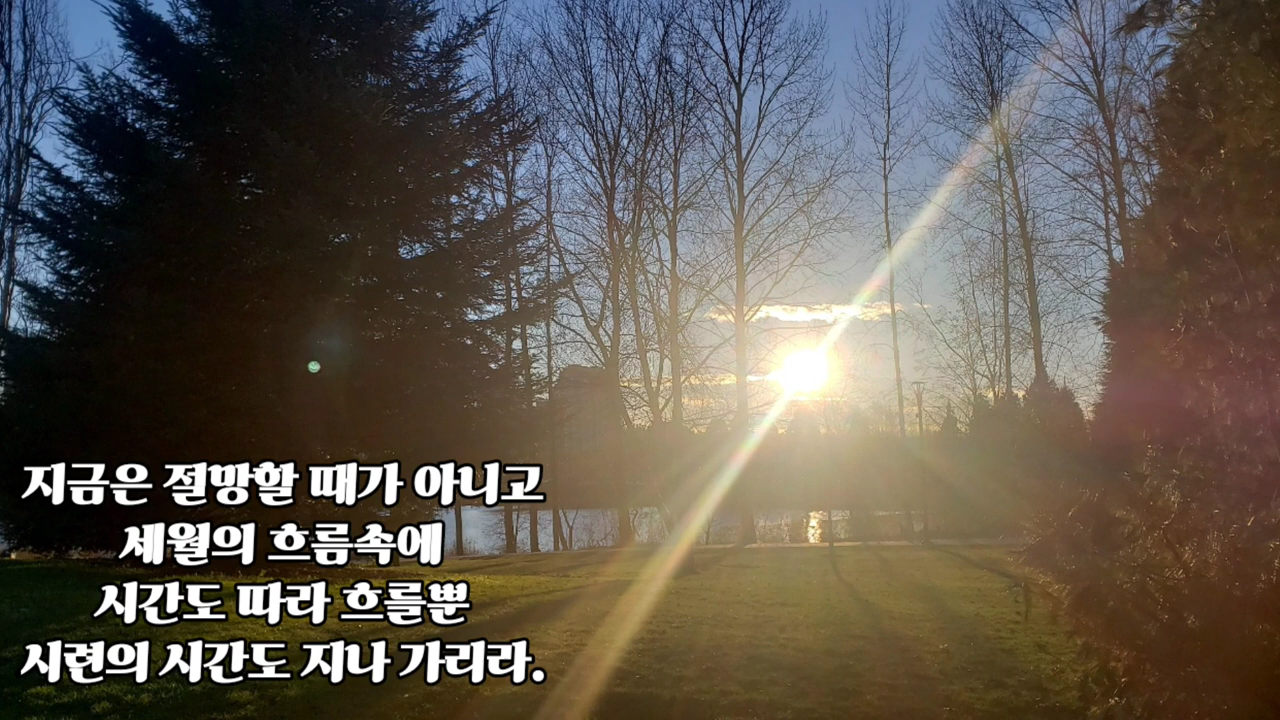 지금은 절망할 때가 아니고
세월의 흐름속에
시간도 따라 흐를뿐
시련의 시간도 지나 가리라.